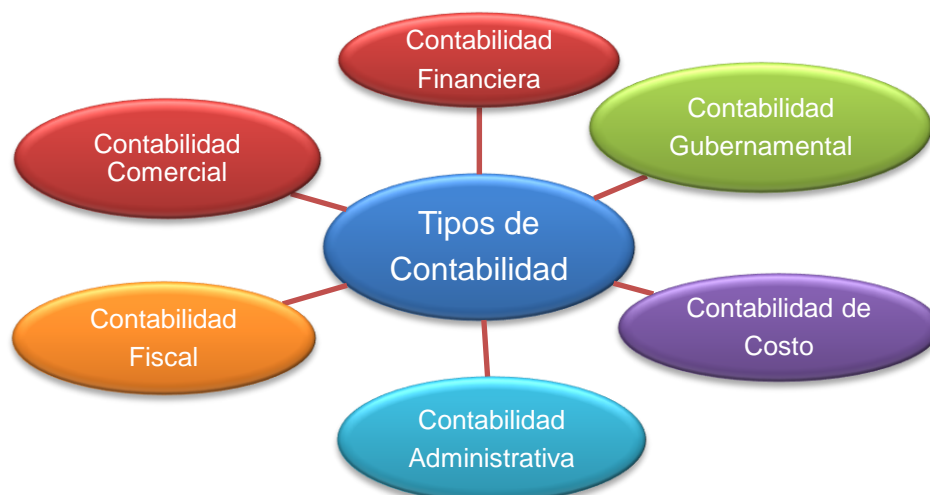 Contabilidad
Financiera
Contabilidad
Gubernamental
Contabilidad
Comercial
Tipos de
Contabilidad
Contabilidad
Fiscal
Contabilidad de
Costo
Contabilidad
Administrativa